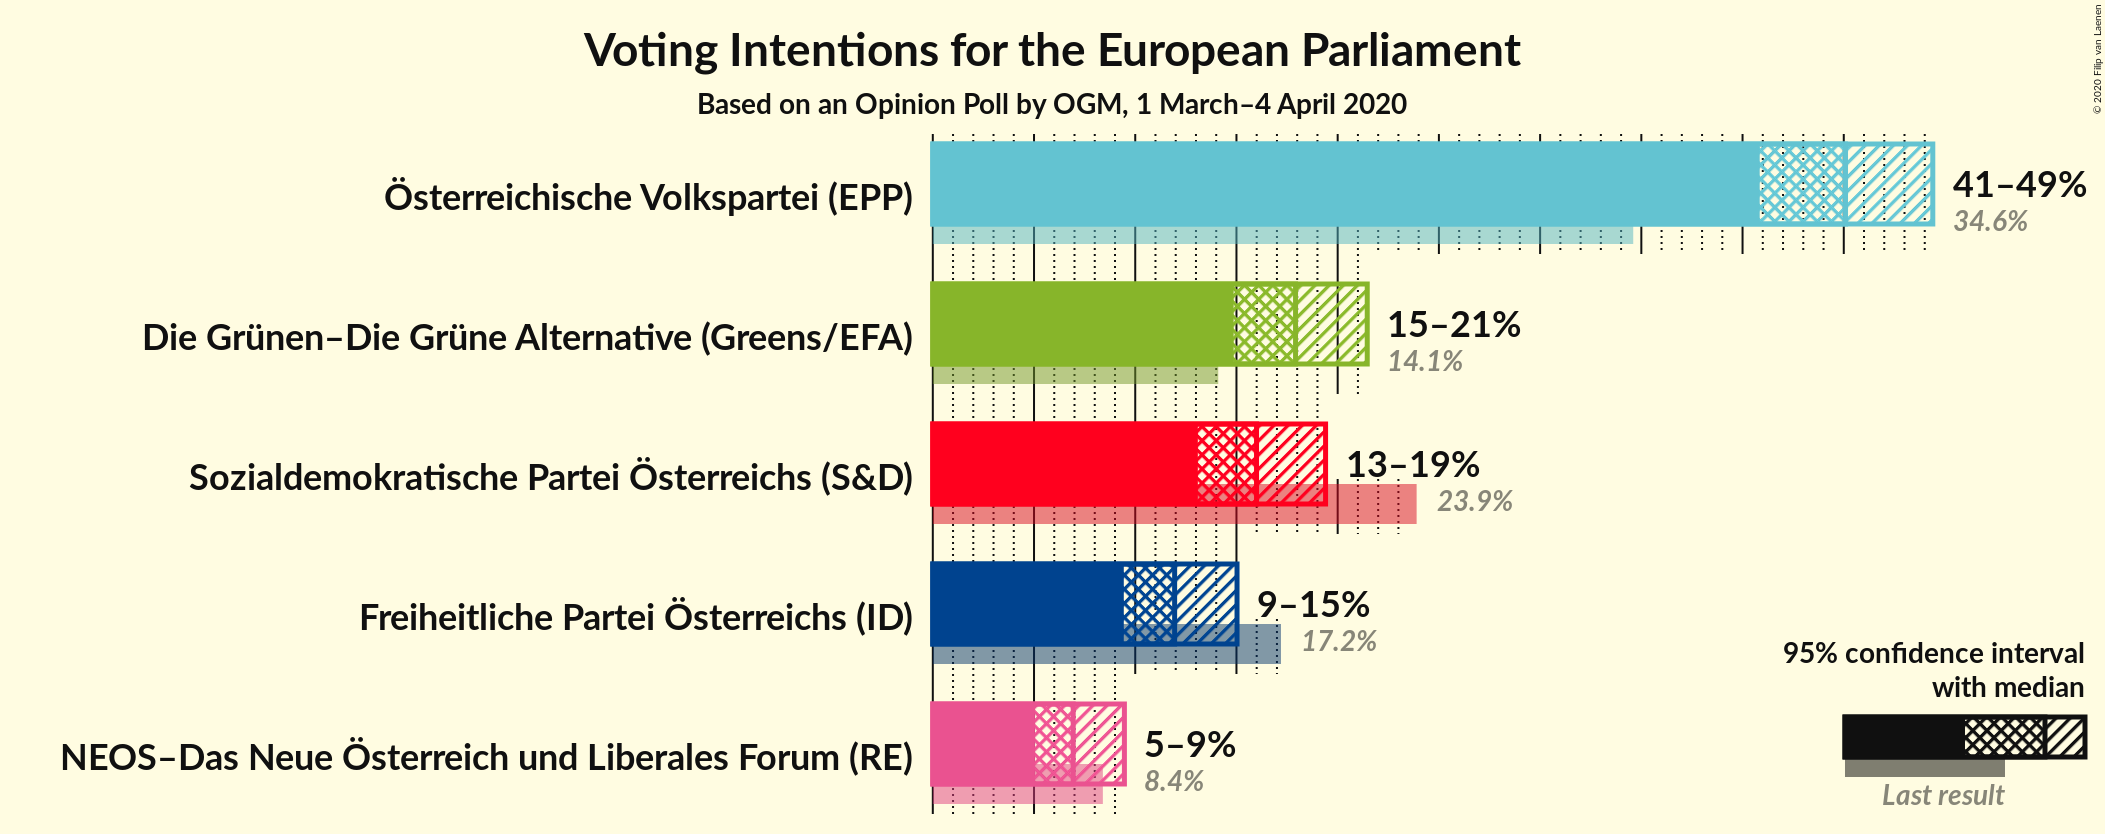 Voting Intentions for the European Parliament
Based on an Opinion Poll by OGM, 1 March–4 April 2020
© 2020 Filip van Laenen
Österreichische Volkspartei (EPP)
41–49%
34.6%
Die Grünen–Die Grüne Alternative (Greens/EFA)
15–21%
14.1%
Sozialdemokratische Partei Österreichs (S&D)
13–19%
23.9%
Freiheitliche Partei Österreichs (ID)
9–15%
17.2%
NEOS–Das Neue Österreich und Liberales Forum (RE)
5–9%
8.4%
95% confidence interval
with median
Last result